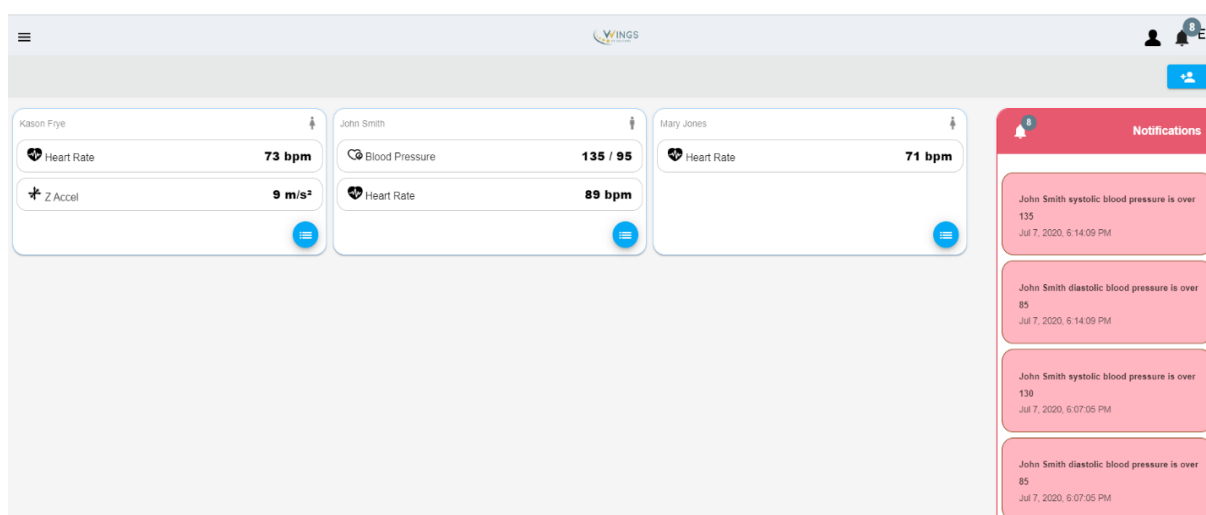 WINGS
8
E
Kason Frye
Heart Rate 73 bpm
Z Accel 9 m/s²
John Smith
Blood Pressure 135 / 95
Heart Rate 89 bpm
Mary Jones
Heart Rate 71 bpm
8
Notifications
John Smith systolic blood pressure is over
135
Jul 7, 2020, 6:14:09 PM
John Smith diastolic blood pressure is over
85
Jul 7, 2020, 6:14:09 PM
John Smith systolic blood pressure is over
130
Jul 7, 2020, 6:07:05 PM
John Smith diastolic blood pressure is over
85
Jul 7, 2020, 6:07:05 PM